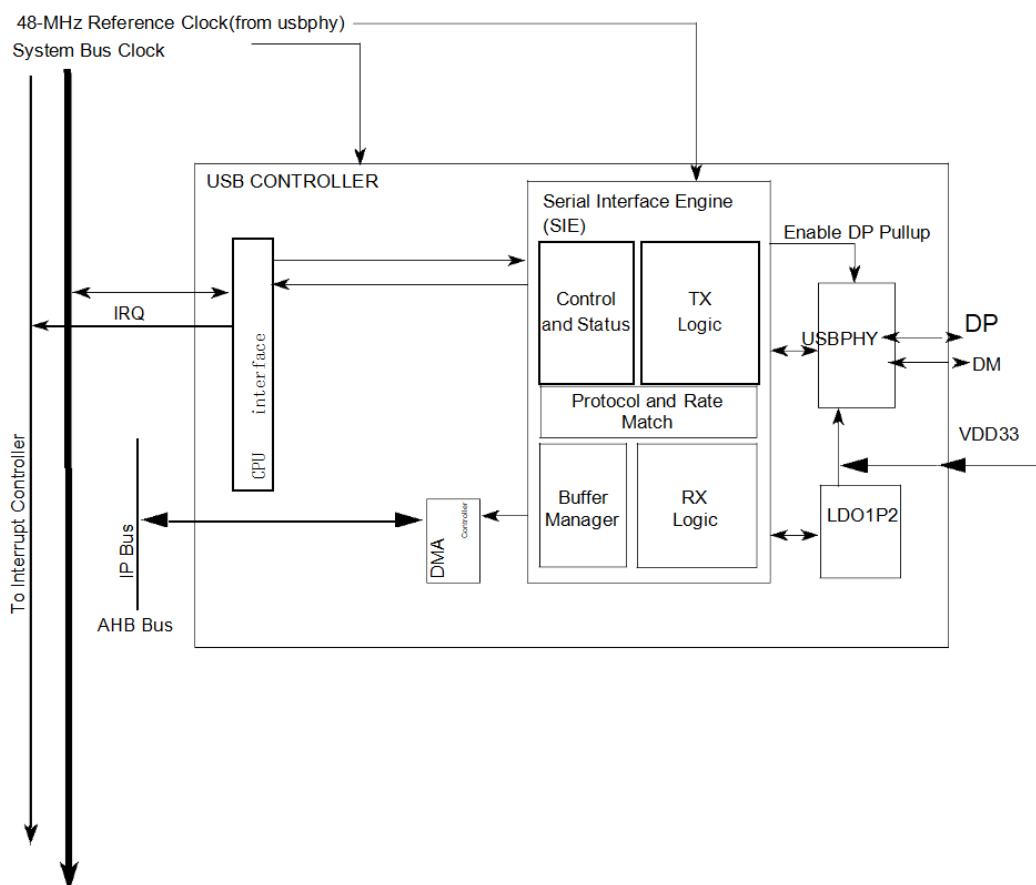 48-MHz Reference Clock(from usbphy)
System Bus Clock
USB CONTROLLER
Serial Interface Engine
(SIE)
Enable DP Pullup
Control
and Status
TX
Logic
USBPHY
DP
DM
IRQ
CPU interface
Protocol and Rate
Match
VDD33
Buffer
Manager
RX
Logic
LDO1P2
DMA
Controller
IP Bus
AHB Bus
To Interrupt Controller